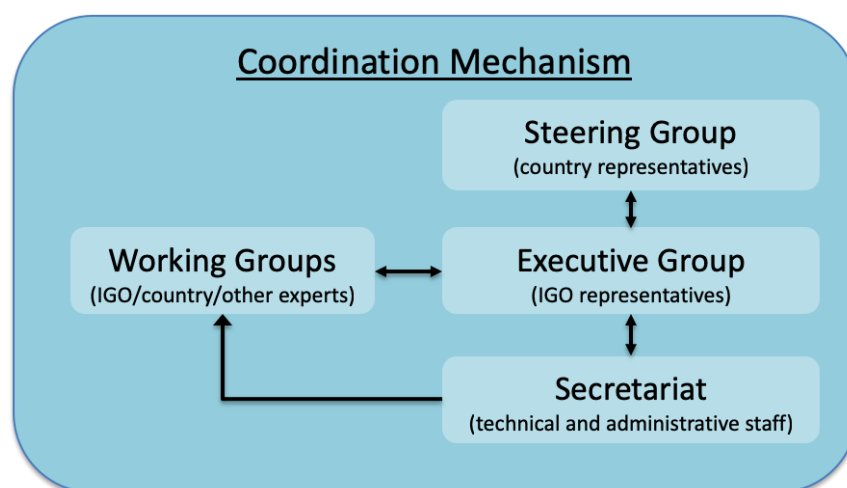 Coordination Mechanism
Steering Group
(country representatives)
Working Groups
(IGO/country/other experts)
Executive Group
(IGO representatives)
Secretariat
(technical and administrative staff)